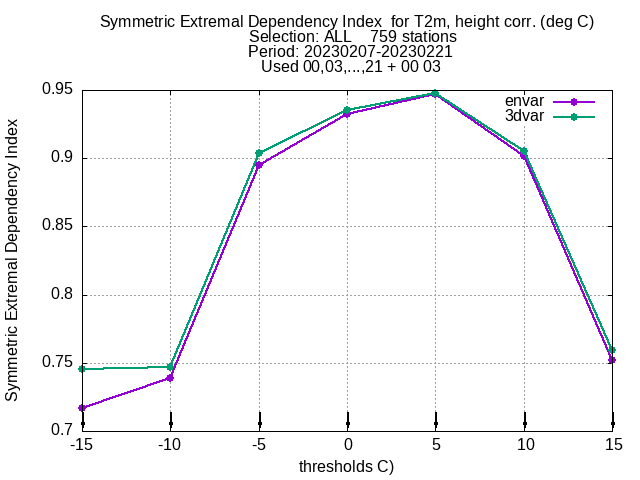 Symmetric Extremal Dependency Index  for T2m, height corr. (deg C)
Selection: ALL    759 stations
Period: 20230207-20230221
Used 00,03,...,21 + 00 03
envar
3dvar
Symmetric Extremal Dependency Index
0.95
0.9
0.85
0.8
0.75
0.7
-15 -10 -5 0 5 10 15
thresholds C)